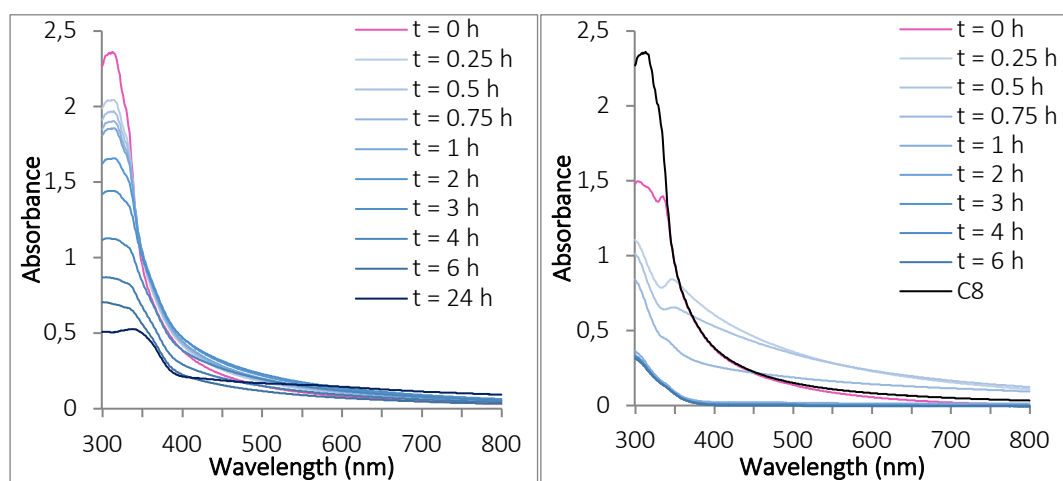 2,5
2
1,5
1
0,5
0
Absorbance
300 400 500 600 700 800
Wavelength (nm)
t = 0 h
t = 0.25 h
t = 0.5 h
t = 0.75 h
t = 1 h
t = 2 h
t = 3 h
t = 4 h
t = 6 h
t = 24 h
2,5
2
1,5
1
0,5
0
Absorbance
300 400 500 600 700 800
Wavelength (nm)
t = 0 h
t = 0.25 h
t = 0.5 h
t = 0.75 h
t = 1 h
t = 2 h
t = 3 h
t = 4 h
t = 6 h
C8